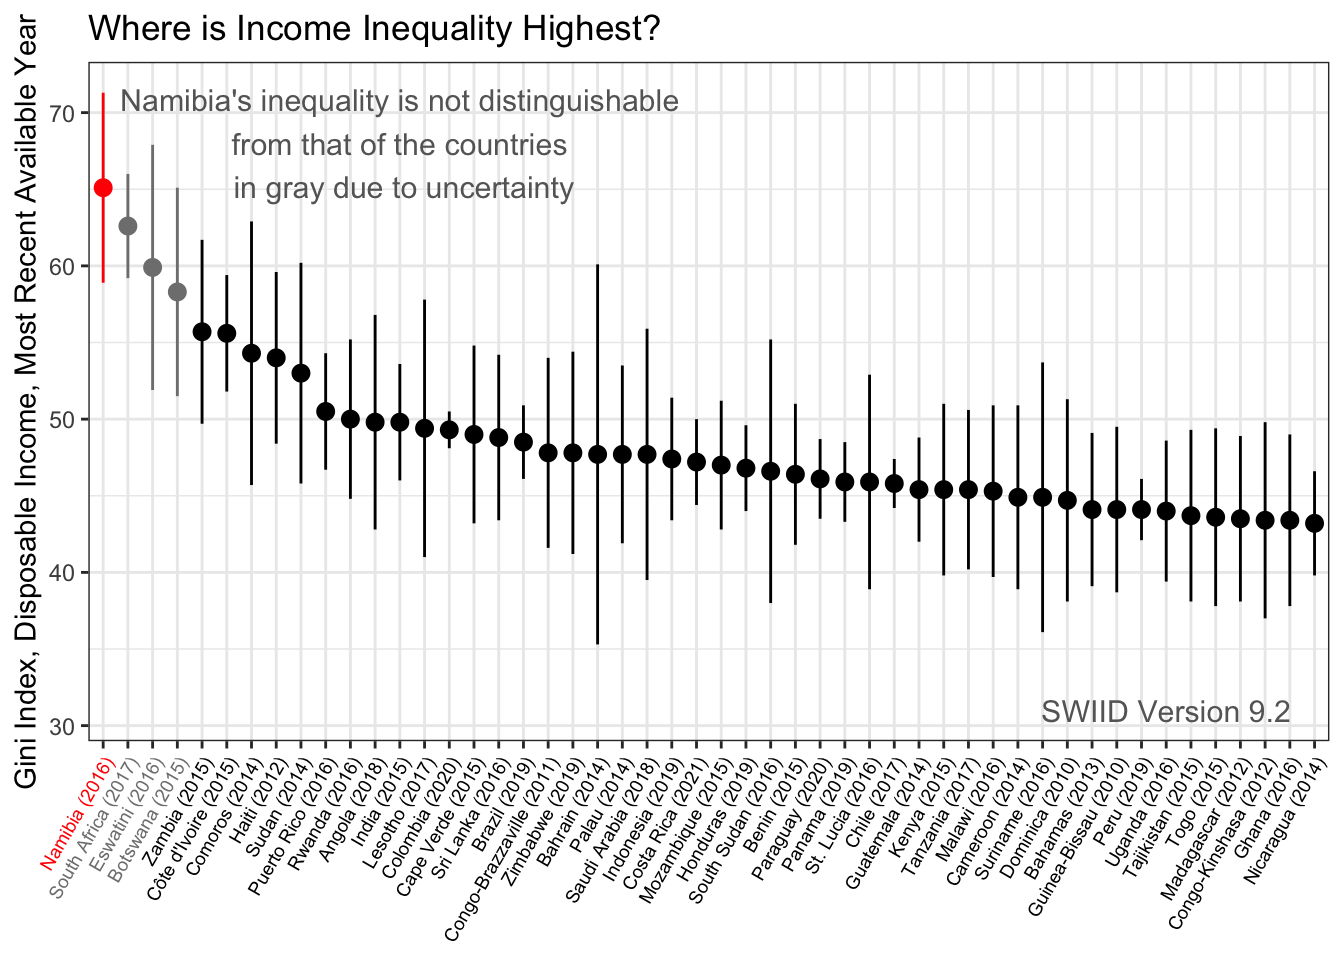 Where is Income Inequality Highest?
Gini Index, Disposable Income, Most Recent Available Year
70
60
50
40
30
Namibia's inequality is not distinguishable
from that of the countries
in gray due to uncertainty
SWIID Version 9.2
Namibia (2016)
South Africa (2017)
Eswatini (2016)
Botswana (2015)
Zambia (2015)
Côte d'Ivoire (2015)
Comoros (2014)
Haiti (2012)
Sudan (2014)
Puerto Rico (2016)
Rwanda (2016)
Angola (2018)
India (2015)
Lesotho (2017)
Colombia (2020)
Cape Verde (2015)
Sri Lanka (2016)
Brazil (2019)
Congo-Brazzaville (2011)
Zimbabwe (2019)
Bahrain (2014)
Palau (2014)
Saudi Arabia (2018)
Indonesia (2019)
Costa Rica (2021)
Mozambique (2015)
Honduras (2019)
South Sudan (2016)
Benin (2015)
Paraguay (2020)
Panama (2019)
St. Lucia (2016)
Chile (2017)
Guatemala (2014)
Kenya (2015)
Tanzania (2017)
Malawi (2016)
Cameroon (2014)
Suriname (2016)
Dominica (2010)
Bahamas (2013)
Guinea-Bissau (2010)
Peru (2019)
Uganda (2016)
Tajikistan (2015)
Togo (2015)
Madagascar (2012)
Congo-Kinshasa (2012)
Ghana (2016)
Nicaragua (2014)